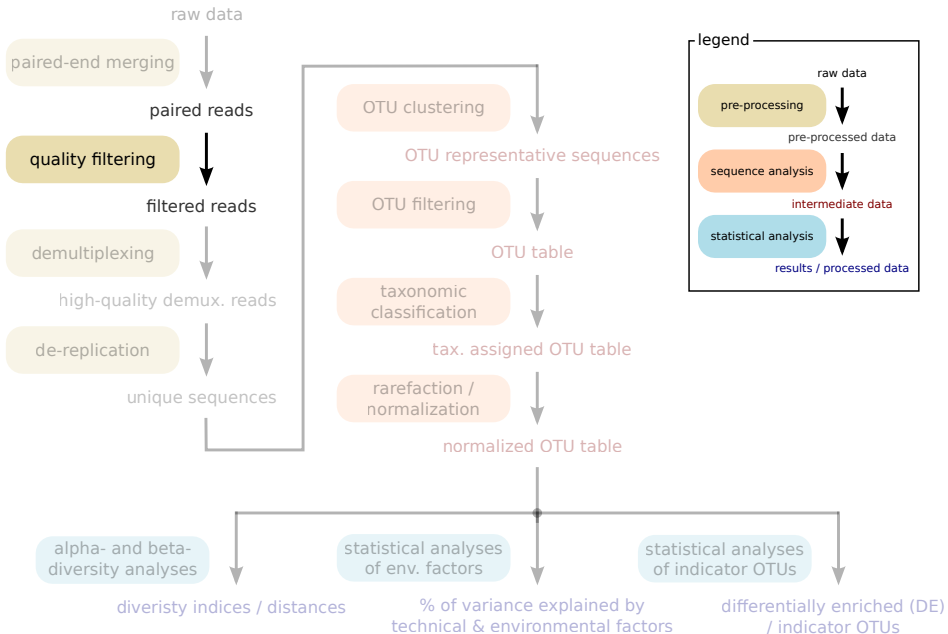 raw data
paired-end merging
paired reads
quality filtering
filtered reads
demultiplexing
high-quality demux. reads
de-replication
unique sequences
OTU clustering
OTU representative sequences
OTU filtering
OTU table
taxonomic
classification
tax. assigned OTU table
rarefaction /
normalization
normalized OTU table
alpha- and beta-
diversity analyses
diveristy indices / distances
statistical analyses
of env. factors
% of variance explained by
technical & environmental factors
statistical analyses
of indicator OTUs
differentially enriched (DE)
/ indicator OTUs
legend
raw data
pre-processing
pre-processed data
sequence analysis
intermediate data
statistical analysis
results / processed data